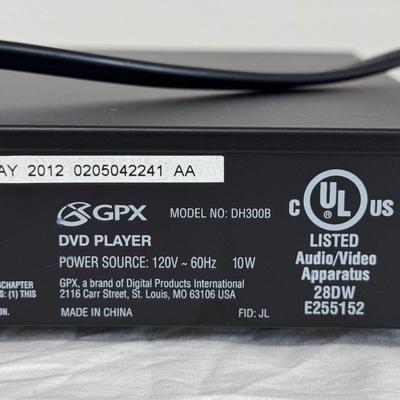 AY 2012 0205042241 AA
GPX MODEL NO: DH300B
DVD PLAYER
POWER SOURCE: 120V ~ 60Hz 10W
GPX, a brand of Digital Products International
2116 Carr Street, St. Louis, MO 63106 USA
MADE IN CHINA FID: JL
BCHAPTER
S: (1) THIS
ON.
C UL US
LISTED
Audio/Video
Apparatus
28DW
E255152